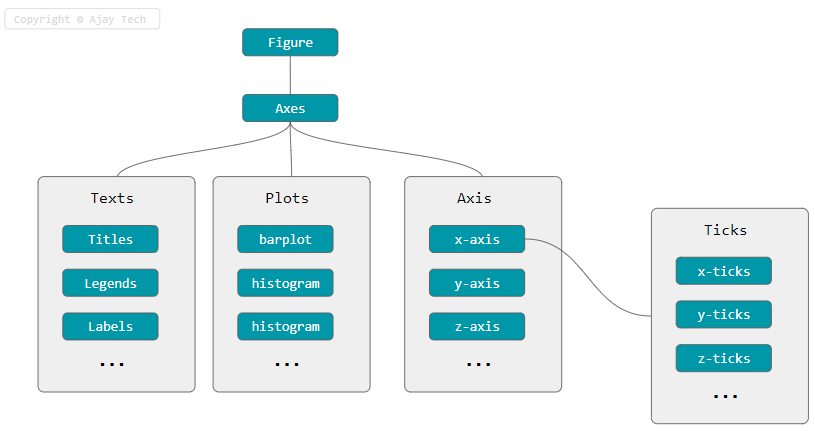 Copyright @ Ajay Tech
Figure
Axes
Texts
Titles
Legends
Labels
...
Plots
barplot
histogram
histogram
...
Axis
x-axis
y-axis
z-axis
...
Ticks
x-ticks
y-ticks
z-ticks
...